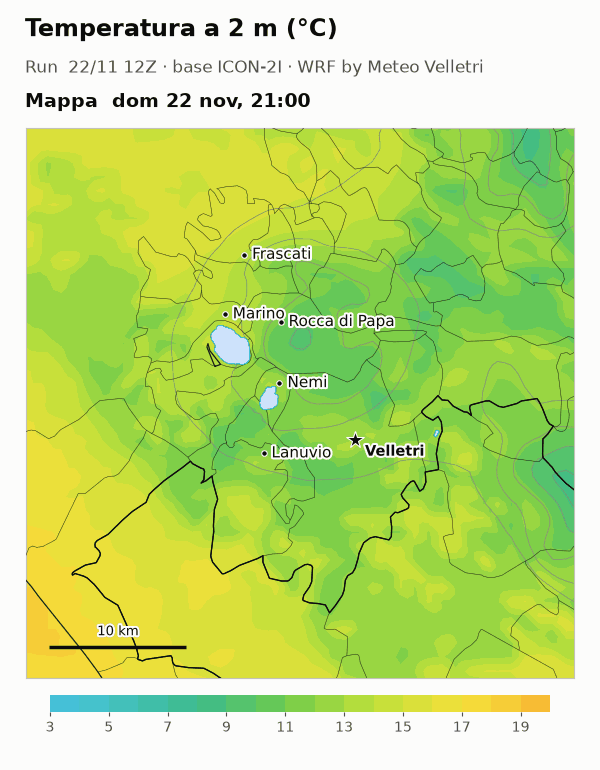 Temperatura a 2 m (°C)
Run  22/11 12Z · base ICON-2I · WRF by Meteo Velletri
Mappa  dom 22 nov, 21:00
Frascati
Marino
Rocca di Papa
Nemi
Velletri
Lanuvio
10 km
3 5 7 9 11 13 15 17 19